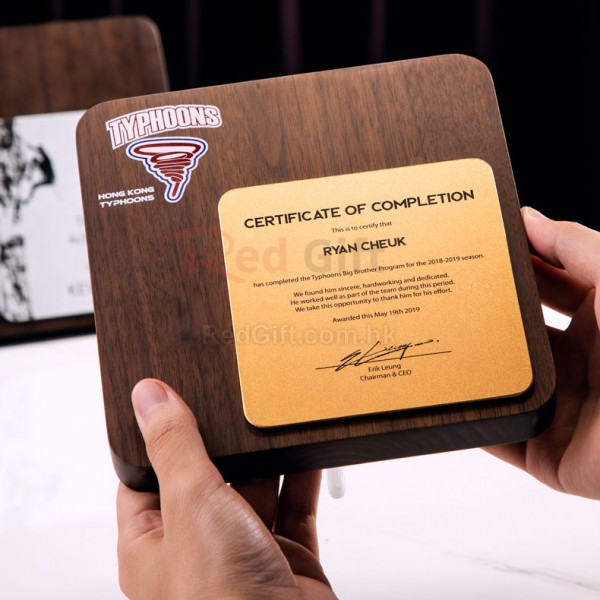 TYPHOONS
HONG KONG
TYPHOONS
CERTIFICATE OF COMPLETION
This is to certify that
RYAN CHEUK
has completed the Typhoons Big Brother Program for the 2018-2019 season.
We found him sincere, hardworking and dedicated.
He worked well as part of the team during this period.
We take this opportunity to thank him for his effort.
Awarded this May 19th 2019
Erik Leung
Chairman & CEO
Red Gift
RedGift.com.hk